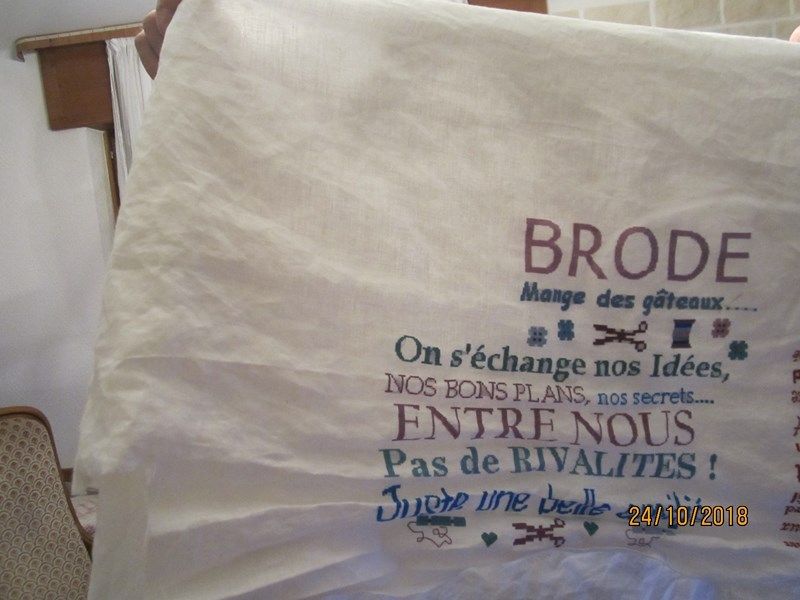 BRODE
Mange des gâteaux....
On s'échange nos Idées,
NOS BONS PLANS, nos secrets....
ENTRE NOUS
Pas de RIVALITES !
Juste une belle
24/10/2018